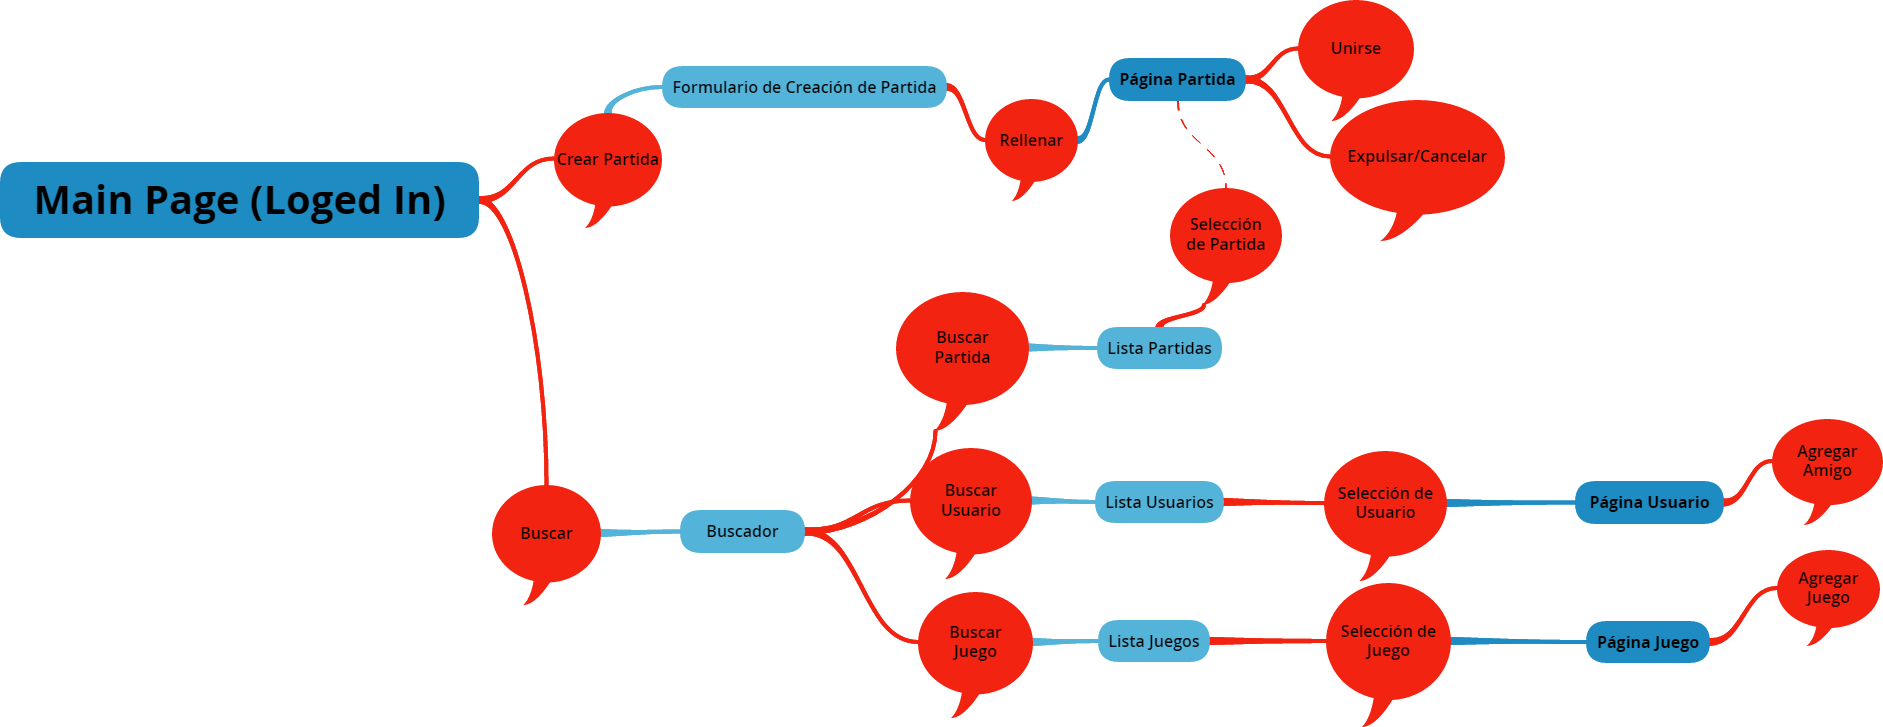 Main Page (Loged In)
Crear Partida
Formulario de Creación de Partida
Rellenar
Página Partida
Unirse
Expulsar/Cancelar
Selección
de Partida
Buscar
Partida
Lista Partidas
Buscar
Buscador
Buscar
Usuario
Lista Usuarios
Selección de
Usuario
Página Usuario
Agregar
Amigo
Buscar
Juego
Lista Juegos
Selección de
Juego
Página Juego
Agregar
Juego